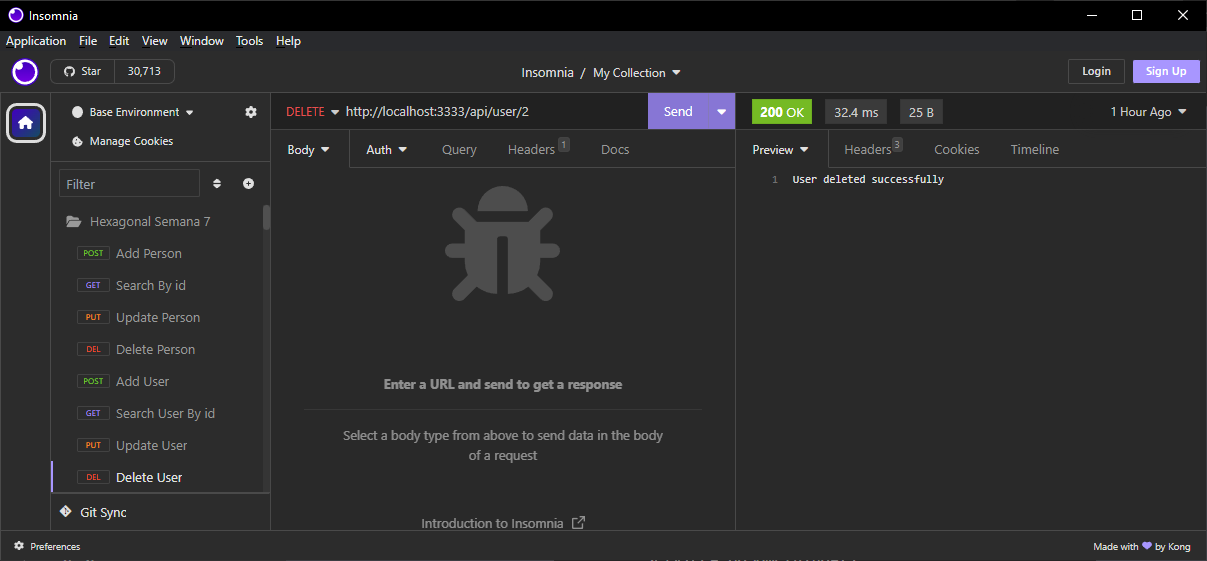 Insomnia
Application File Edit View Window Tools Help
Star 30,713
Insomnia / My Collection
Login Sign Up
Base Environment
Manage Cookies
Filter
Hexagonal Semana 7
POST Add Person
GET Search By id
PUT Update Person
DEL Delete Person
POST Add User
GET Search User By id
PUT Update User
DEL Delete User
Git Sync
DELETE http://localhost:3333/api/user/2 Send
Body Auth Query Headers 1 Docs
Enter a URL and send to get a response
Select a body type from above to send data in the body
of a request
Introduction to Insomnia
200 OK 32.4 ms 25 B 1 Hour Ago
Preview Headers 3 Cookies Timeline
1 User deleted successfully
Preferences
Made with by Kong